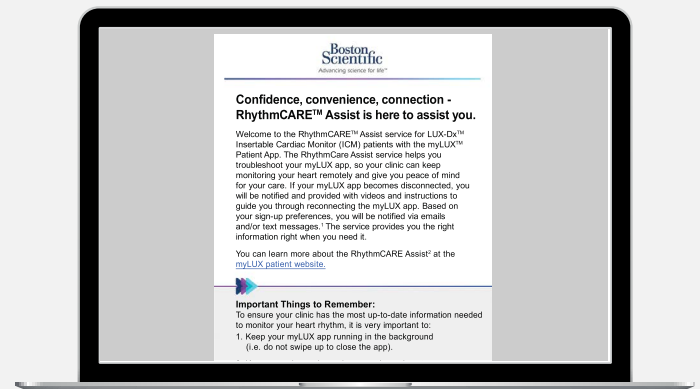 Boston
Scientific
Advancing science for life™
Confidence, convenience, connection -
RhythmCARE™ Assist is here to assist you.
Welcome to the RhythmCARE™ Assist service for LUX-Dx™
Insertable Cardiac Monitor (ICM) patients with the myLUX™
Patient App. The RhythmCare Assist service helps you
troubleshoot your myLUX app, so your clinic can keep
monitoring your heart remotely and give you peace of mind
for your care. If your myLUX app becomes disconnected, you
will be notified and provided with videos and instructions to
guide you through reconnecting the myLUX app. Based on
your sign-up preferences, you will be notified via emails
and/or text messages.¹ The service provides you the right
information right when you need it.
You can learn more about the RhythmCARE Assist² at the
myLUX patient website.
Important Things to Remember:
To ensure your clinic has the most up-to-date information needed
to monitor your heart rhythm, it is very important to:
1. Keep your myLUX app running in the background
(i.e. do not swipe up to close the app).